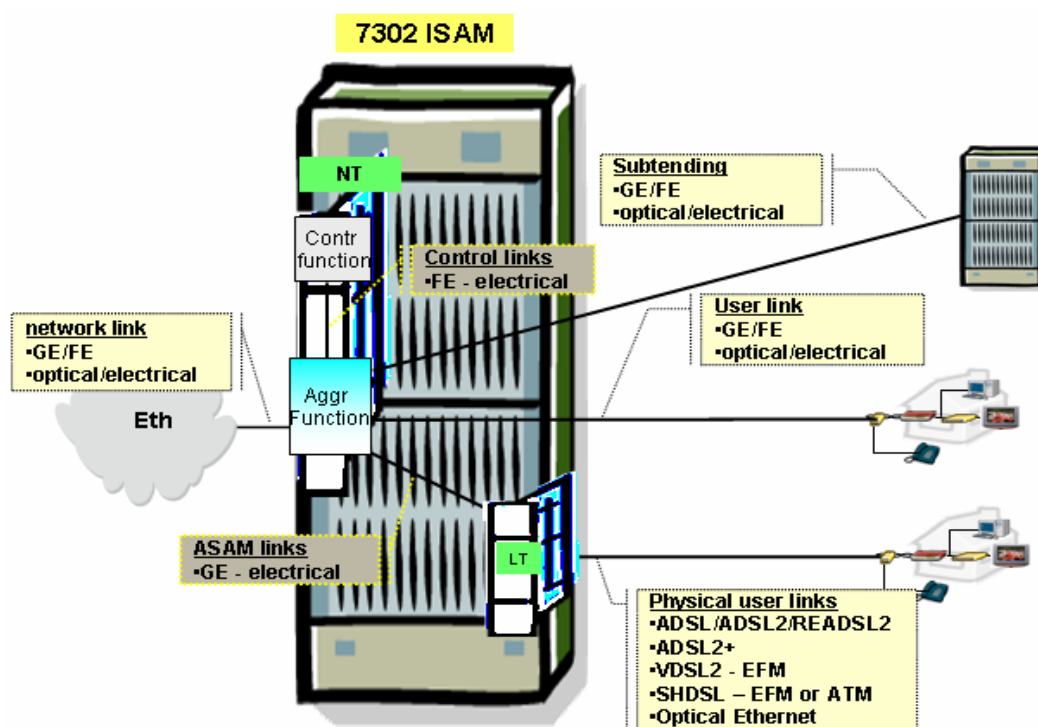 7302 ISAM
NT
Contr
function
Control links
▪FE - electrical
Subtending
▪GE/FE
▪optical/electrical
network link
▪GE/FE
▪optical/electrical
User link
▪GE/FE
▪optical/electrical
Eth
Aggr
Function
ASAM links
▪GE - electrical
LT
Physical user links
▪ADSL/ADSL2/READSL2
▪ADSL2+
▪VDSL2 - EFM
▪SHDSL – EFM or ATM
▪Optical Ethernet